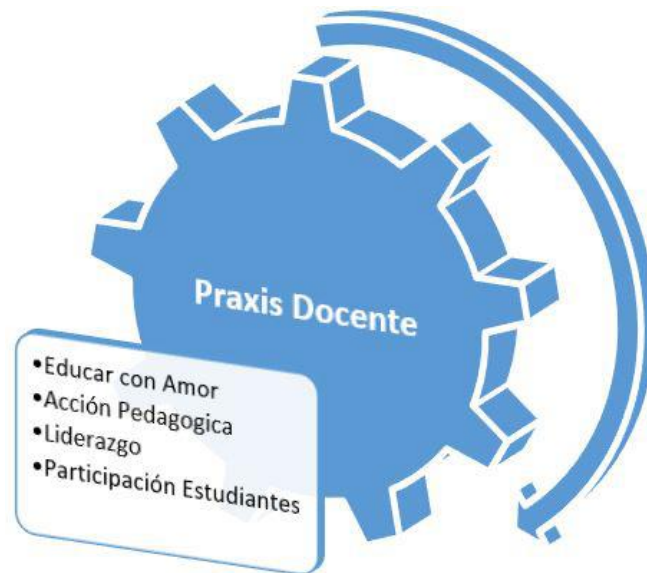 Praxis Docente
•Educar con Amor
•Acción Pedagogica
•Liderazgo
•Participación Estudiantes